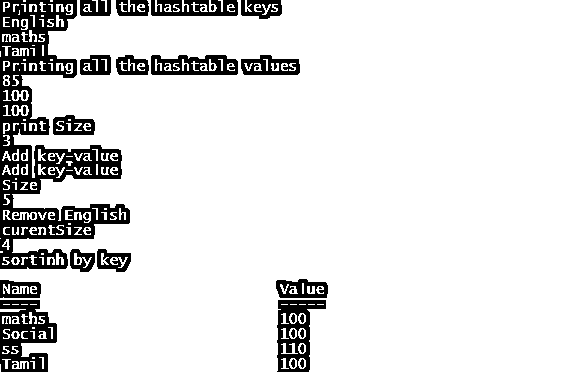 Printing all the hashtable keys
English
maths
Tamil
Printing all the hashtable values
85
100
100
print Size
3
Add key-value
Add key-value
Size
5
Remove English
curentSize
4
sortinh by key
Name Value
---- -----
maths 100
Social 100
ss 110
Tamil 100